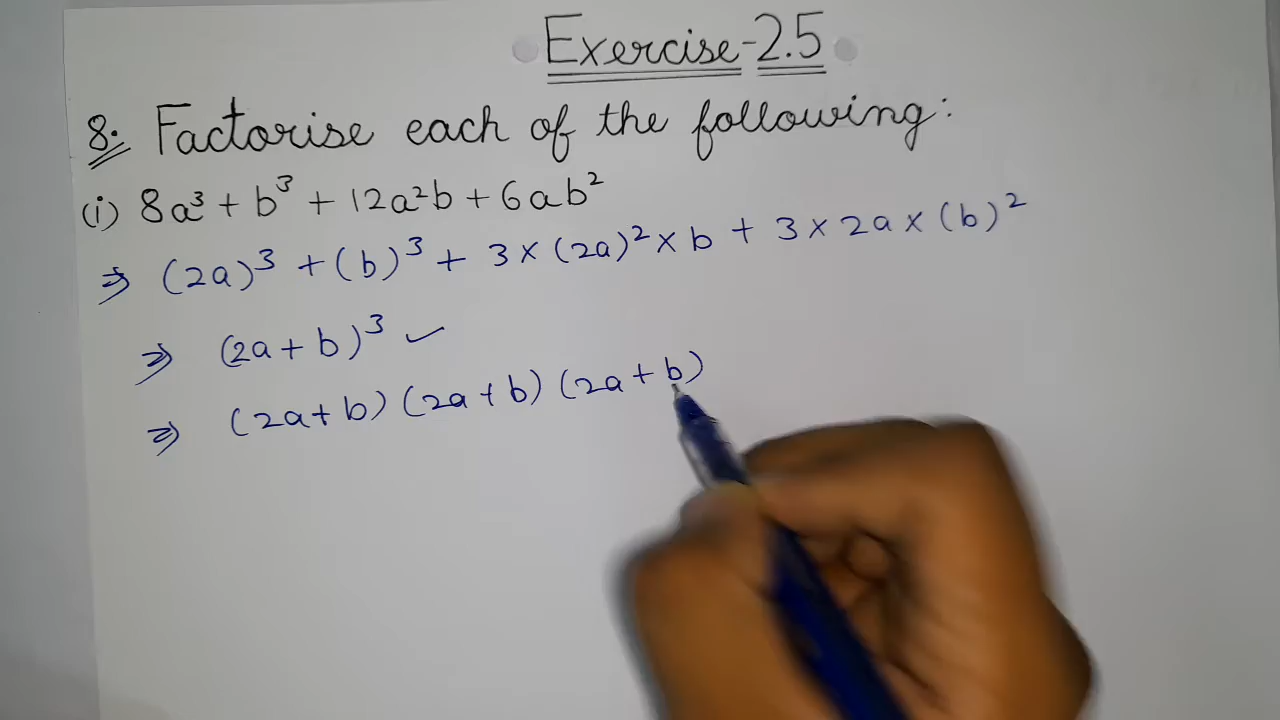 Exercise-2.5
8. Factorise each of the following:
(i) 8a³ + b³ + 12a²b + 6ab²
⇒ (2a)³ + (b)³ + 3 × (2a)² × b + 3 × 2a × (b)²
⇒ (2a + b)³ ✓
⇒ (2a + b) (2a + b) (2a + b)